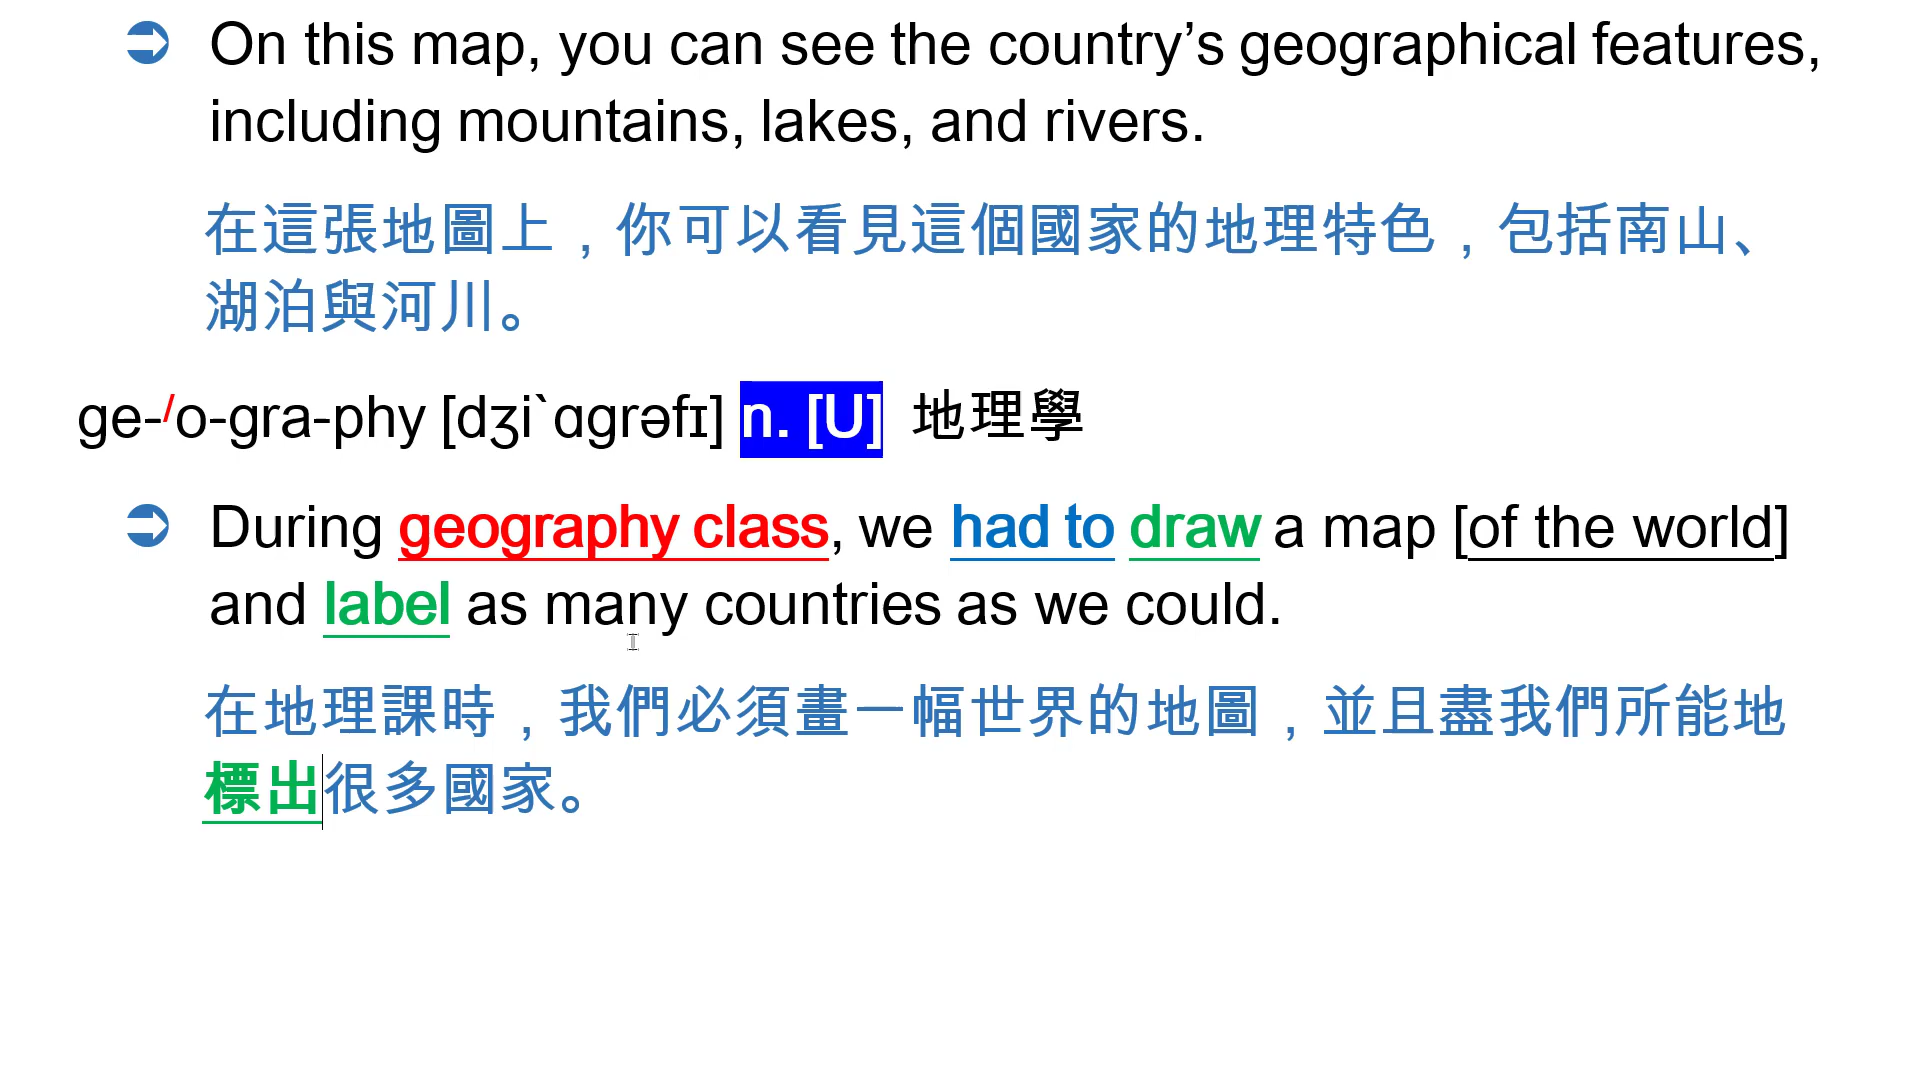 On this map, you can see the country’s geographical features,
including mountains, lakes, and rivers.
在這張地圖上，你可以看見這個國家的地理特色，包括南山、
湖泊與河川。
ge-/o-gra-phy [dʒiˋɑgrəfɪ] n. [U] 地理學
During geography class, we had to draw a map [of the world]
and label as many countries as we could.
在地理課時，我們必須畫一幅世界的地圖，並且盡我們所能地
標出很多國家。